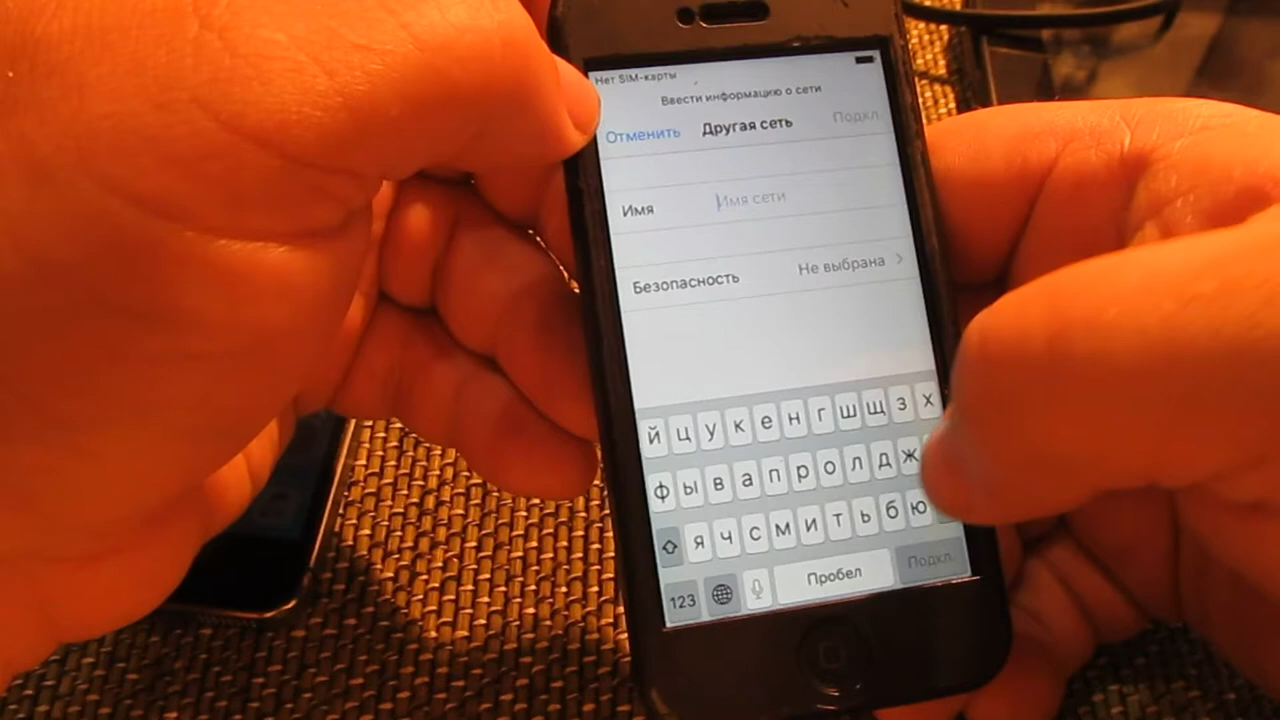 Нет SIM-карты
Ввести информацию о сети
Отменить Другая сеть Подкл.
Имя Имя сети
Безопасность Не выбрана
й ц у к е н г ш щ з х
ф ы в а п р о л д ж
я ч с м и т ь б ю
123 Пробел Подкл.